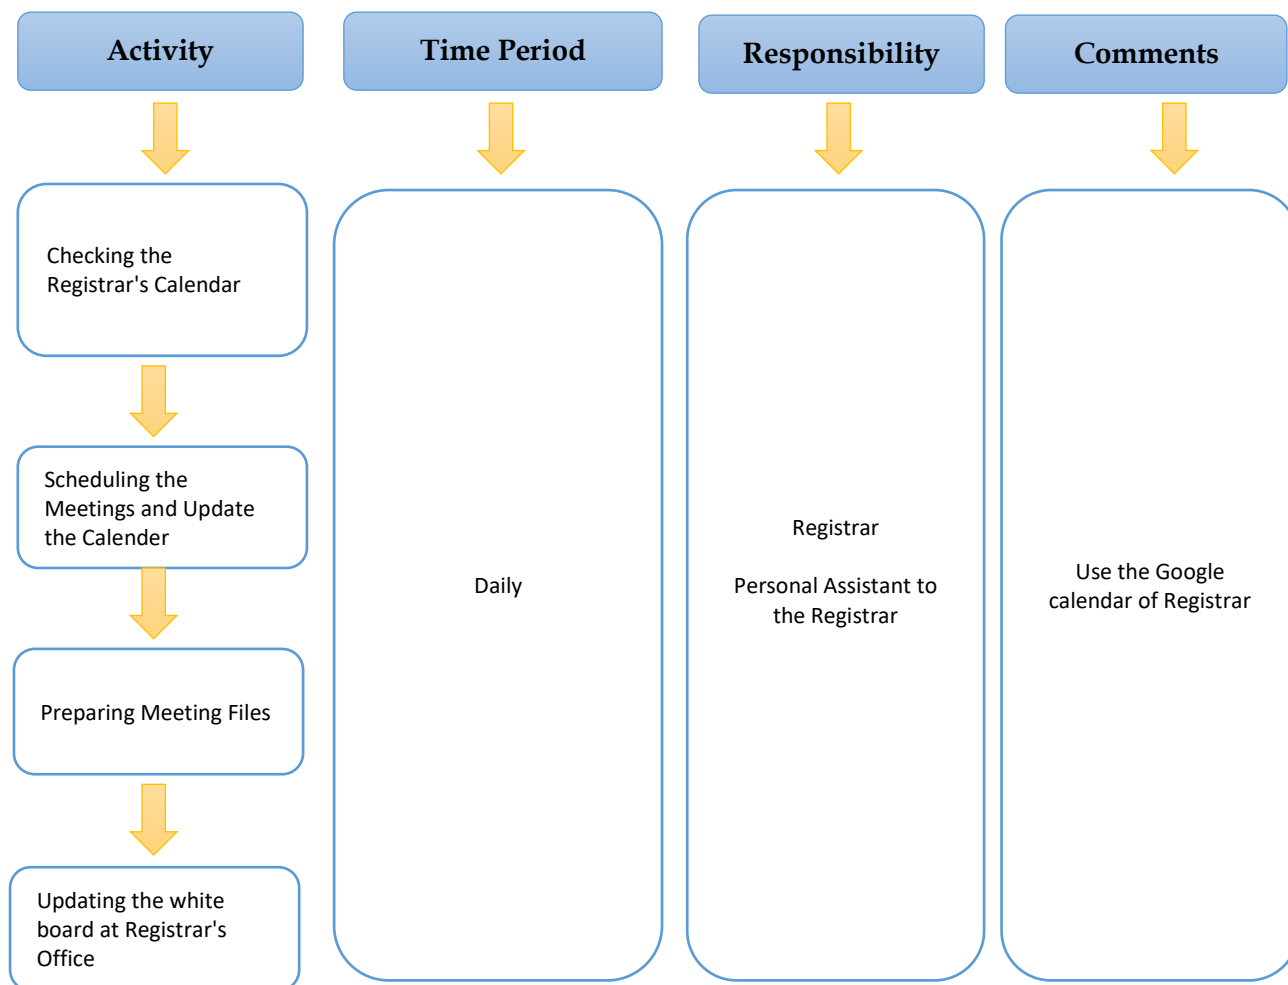 Activity
Time Period
Responsibility
Comments
Checking the
Registrar's Calendar
Scheduling the
Meetings and Update
the Calender
Preparing Meeting Files
Updating the white
board at Registrar's
Office
Daily
Registrar
Personal Assistant to
the Registrar
Use the Google
calendar of Registrar